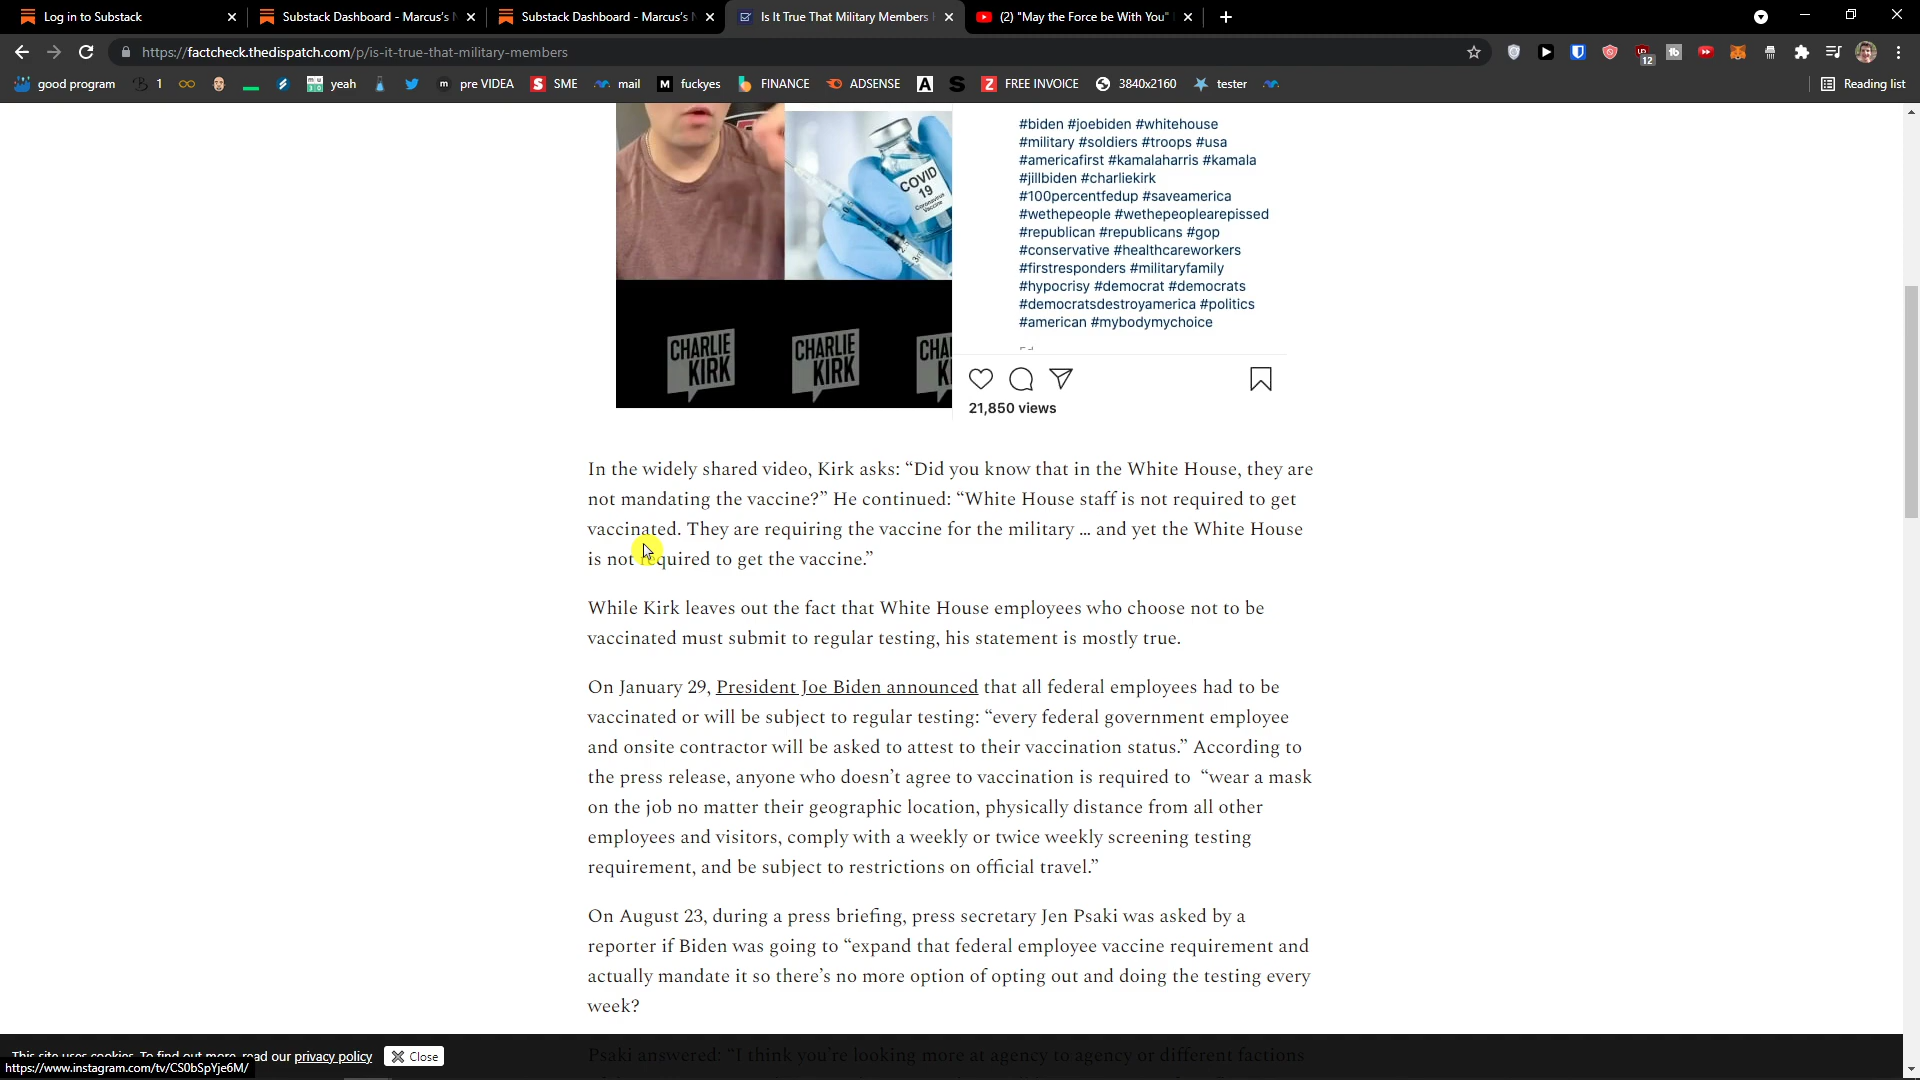 Log in to Substack
Substack Dashboard - Marcus's
Substack Dashboard - Marcus's
Is It True That Military Members
(2) "May the Force be With You"
https://factcheck.thedispatch.com/p/is-it-true-that-military-members
12
good program
1
yeah
pre VIDEA
SME
mail
fuckyes
FINANCE
ADSENSE
FREE INVOICE
3840x2160
tester
Reading list
COVID
19
Coronavirus
Vaccine
CHARLIE
KIRK
CHARLIE
KIRK
#biden #joebiden #whitehouse
#military #soldiers #troops #usa
#americafirst #kamalaharris #kamala
#jillbiden #charliekirk
#100percentfedup #saveamerica
#wethepeople #wethepeoplearepissed
#republican #republicans #gop
#conservative #healthcareworkers
#firstresponders #militaryfamily
#hypocrisy #democrat #democrats
#democratsdestroyamerica #politics
#american #mybodymychoice
21,850 views
In the widely shared video, Kirk asks: “Did you know that in the White House, they are
not mandating the vaccine?” He continued: “White House staff is not required to get
vaccinated. They are requiring the vaccine for the military ... and yet the White House
is not required to get the vaccine.”
While Kirk leaves out the fact that White House employees who choose not to be
vaccinated must submit to regular testing, his statement is mostly true.
On January 29, President Joe Biden announced that all federal employees had to be
vaccinated or will be subject to regular testing: “every federal government employee
and onsite contractor will be asked to attest to their vaccination status.” According to
the press release, anyone who doesn’t agree to vaccination is required to “wear a mask
on the job no matter their geographic location, physically distance from all other
employees and visitors, comply with a weekly or twice weekly screening testing
requirement, and be subject to restrictions on official travel.”
On August 23, during a press briefing, press secretary Jen Psaki was asked by a
reporter if Biden was going to “expand that federal employee vaccine requirement and
actually mandate it so there’s no more option of opting out and doing the testing every
week?
Psaki answered: “I think you’re looking more at agency to agency or different factions
This site uses cookies. To find out more, read our privacy policy
Close
https://www.instagram.com/tv/CS0bSpYje6M/